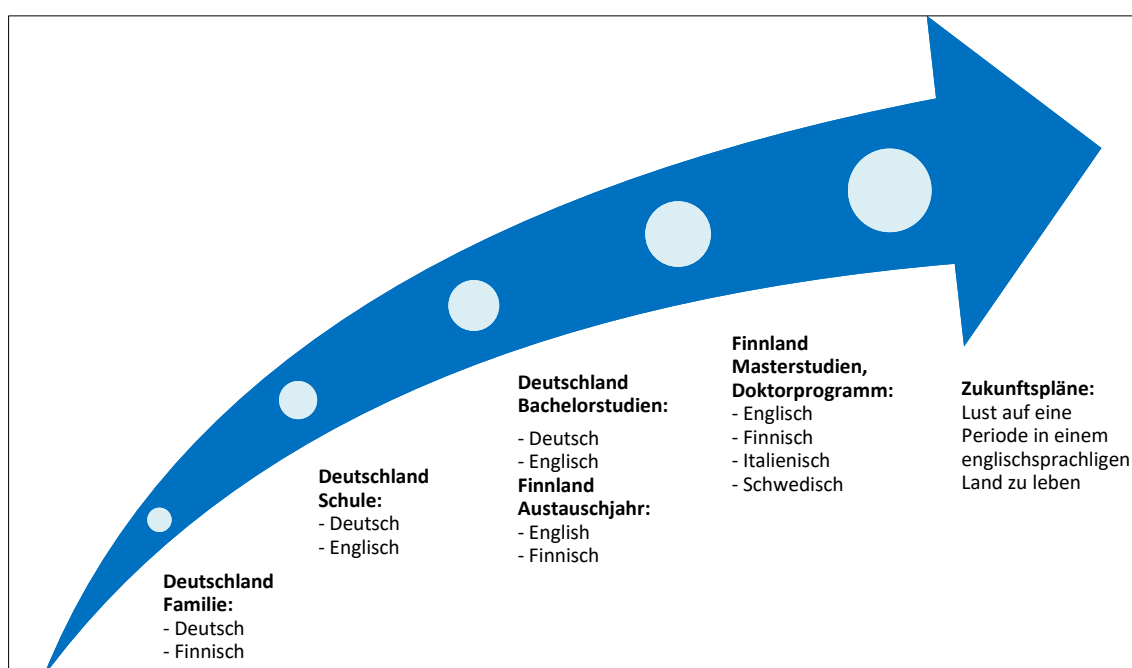 Deutschland
Familie:
- Deutsch
- Finnisch
Deutschland
Schule:
- Deutsch
- Englisch
Deutschland
Bachelorstudien:
- Deutsch
- Englisch
Finnland
Austauschjahr:
- English
- Finnisch
Finnland
Masterstudien,
Doktorprogramm:
- Englisch
- Finnisch
- Italienisch
- Schwedisch
Zukunftspläne:
Lust auf eine
Periode in einem
englischsprachligen
Land zu leben